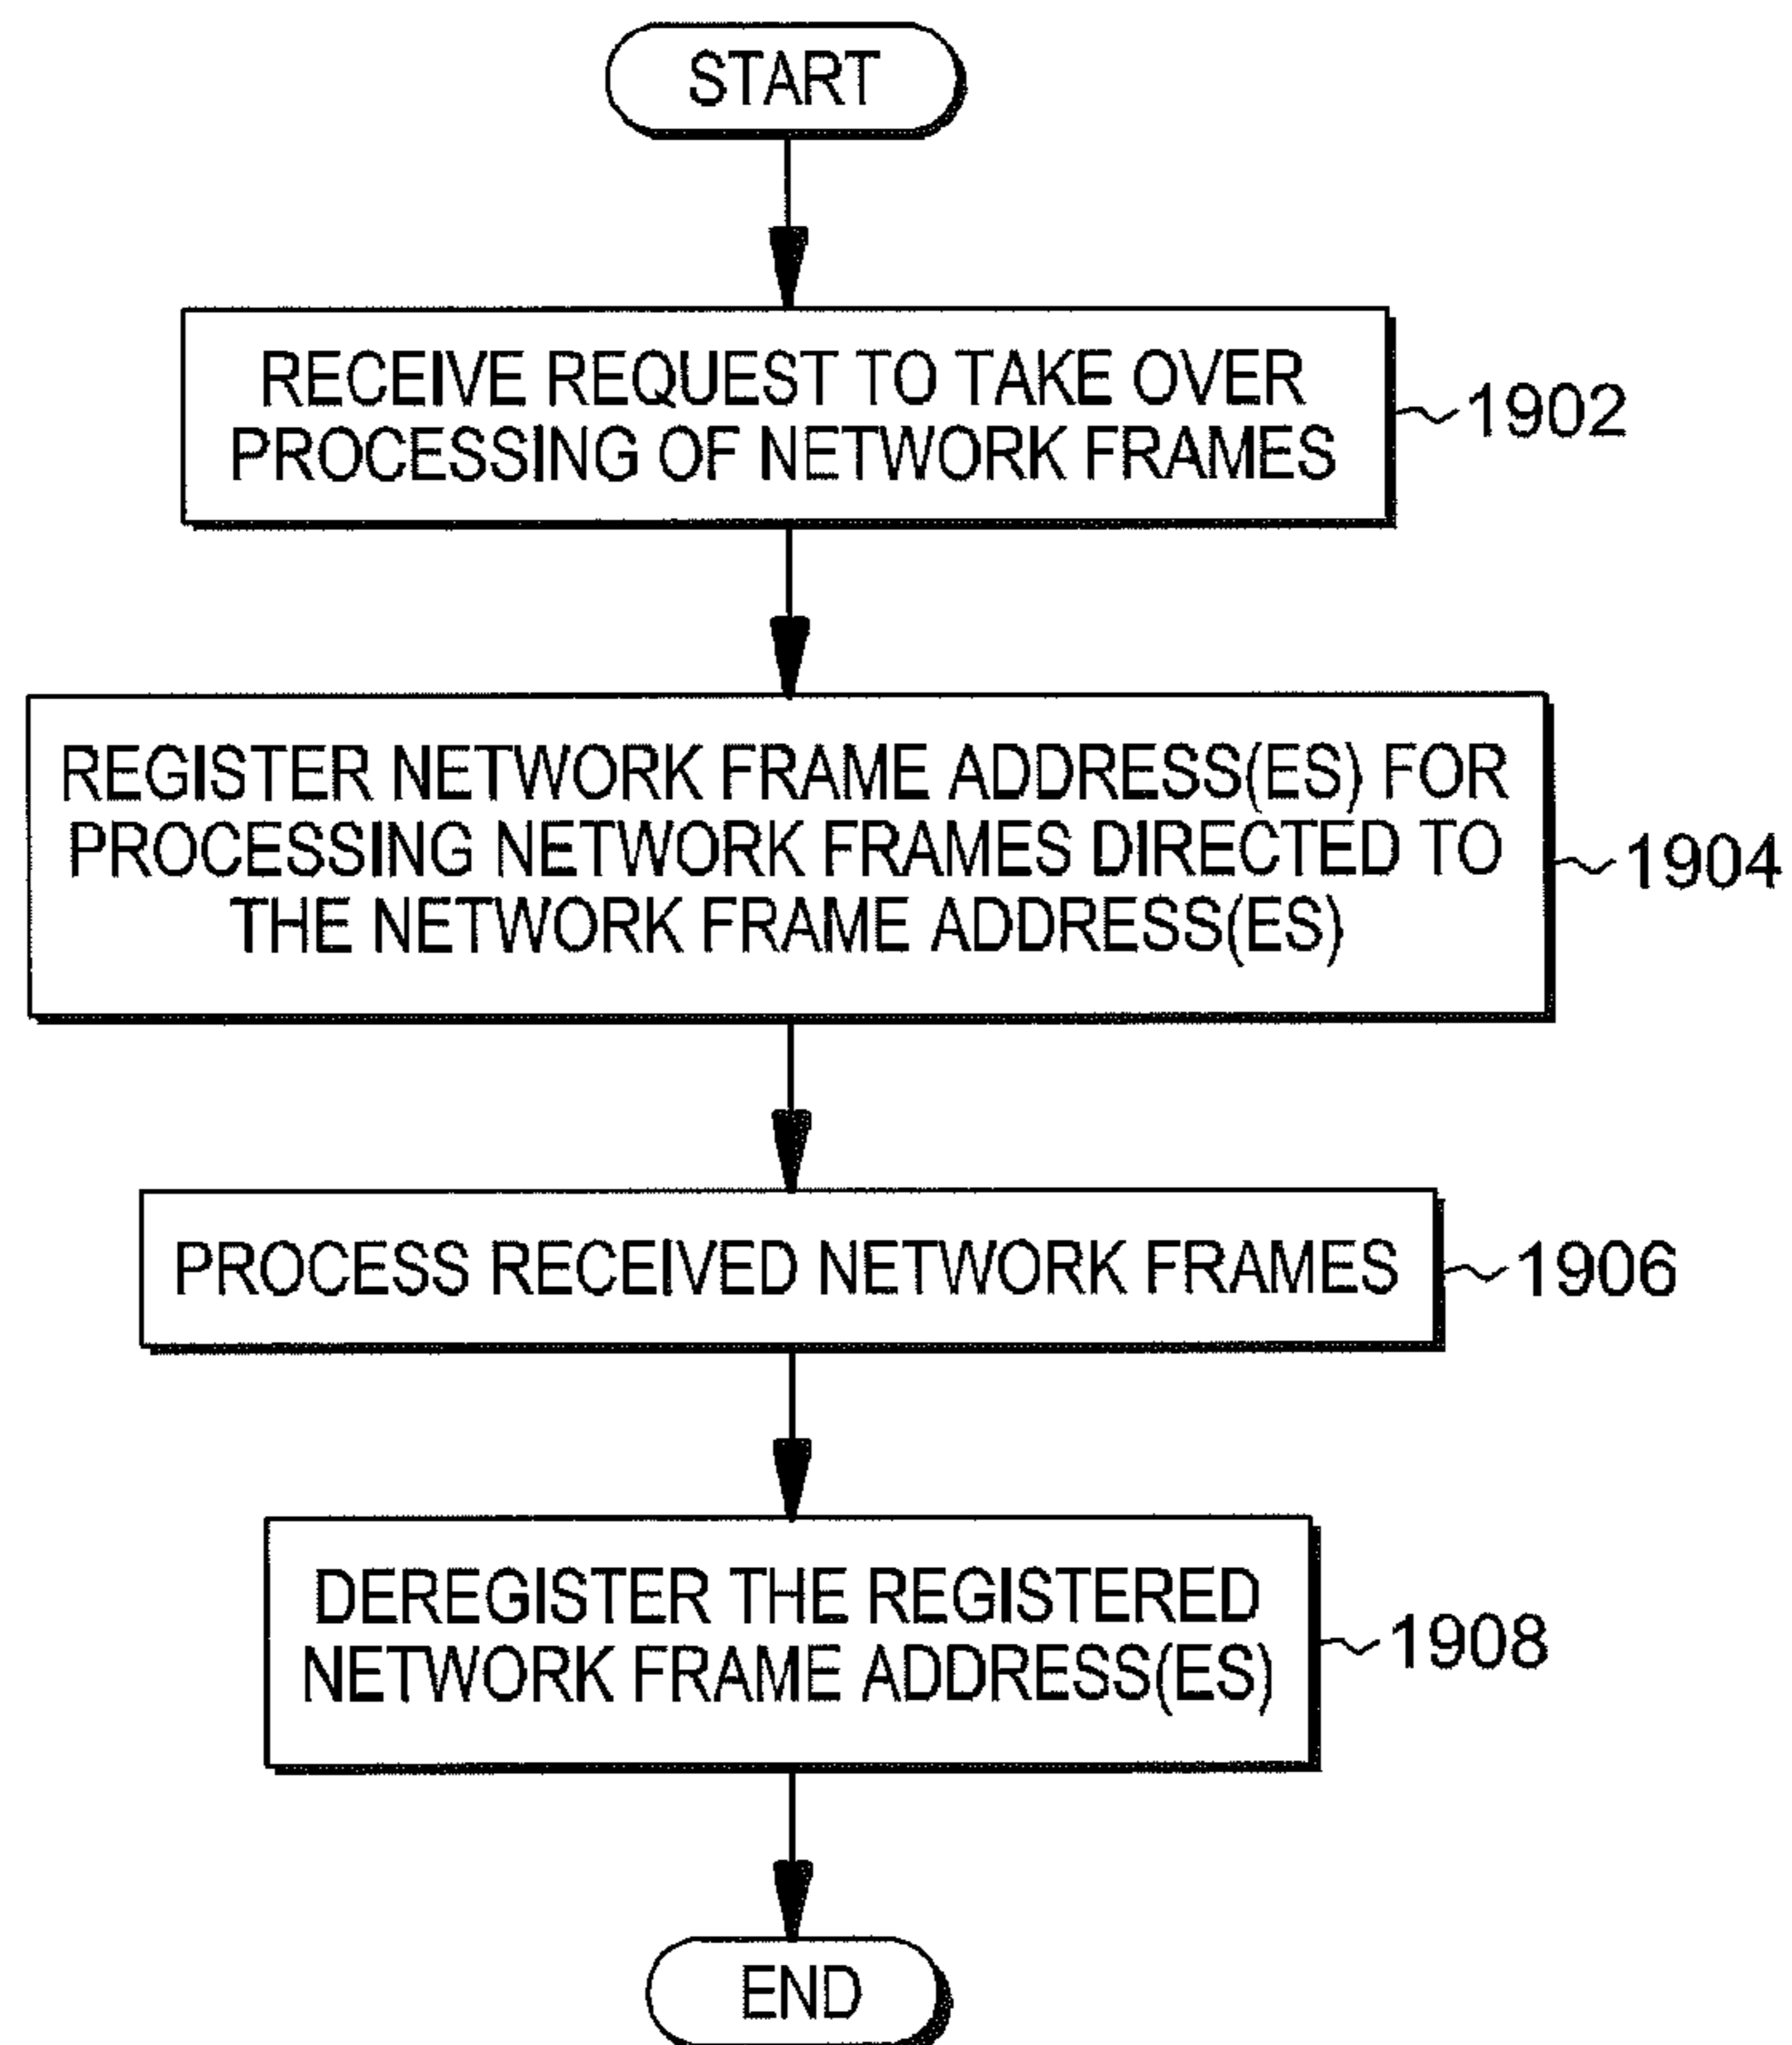 START
RECEIVE REQUEST TO TAKE OVER
PROCESSING OF NETWORK FRAMES
1902
REGISTER NETWORK FRAME ADDRESS(ES) FOR
PROCESSING NETWORK FRAMES DIRECTED TO
THE NETWORK FRAME ADDRESS(ES)
1904
PROCESS RECEIVED NETWORK FRAMES
1906
DEREGISTER THE REGISTERED
NETWORK FRAME ADDRESS(ES)
1908
END